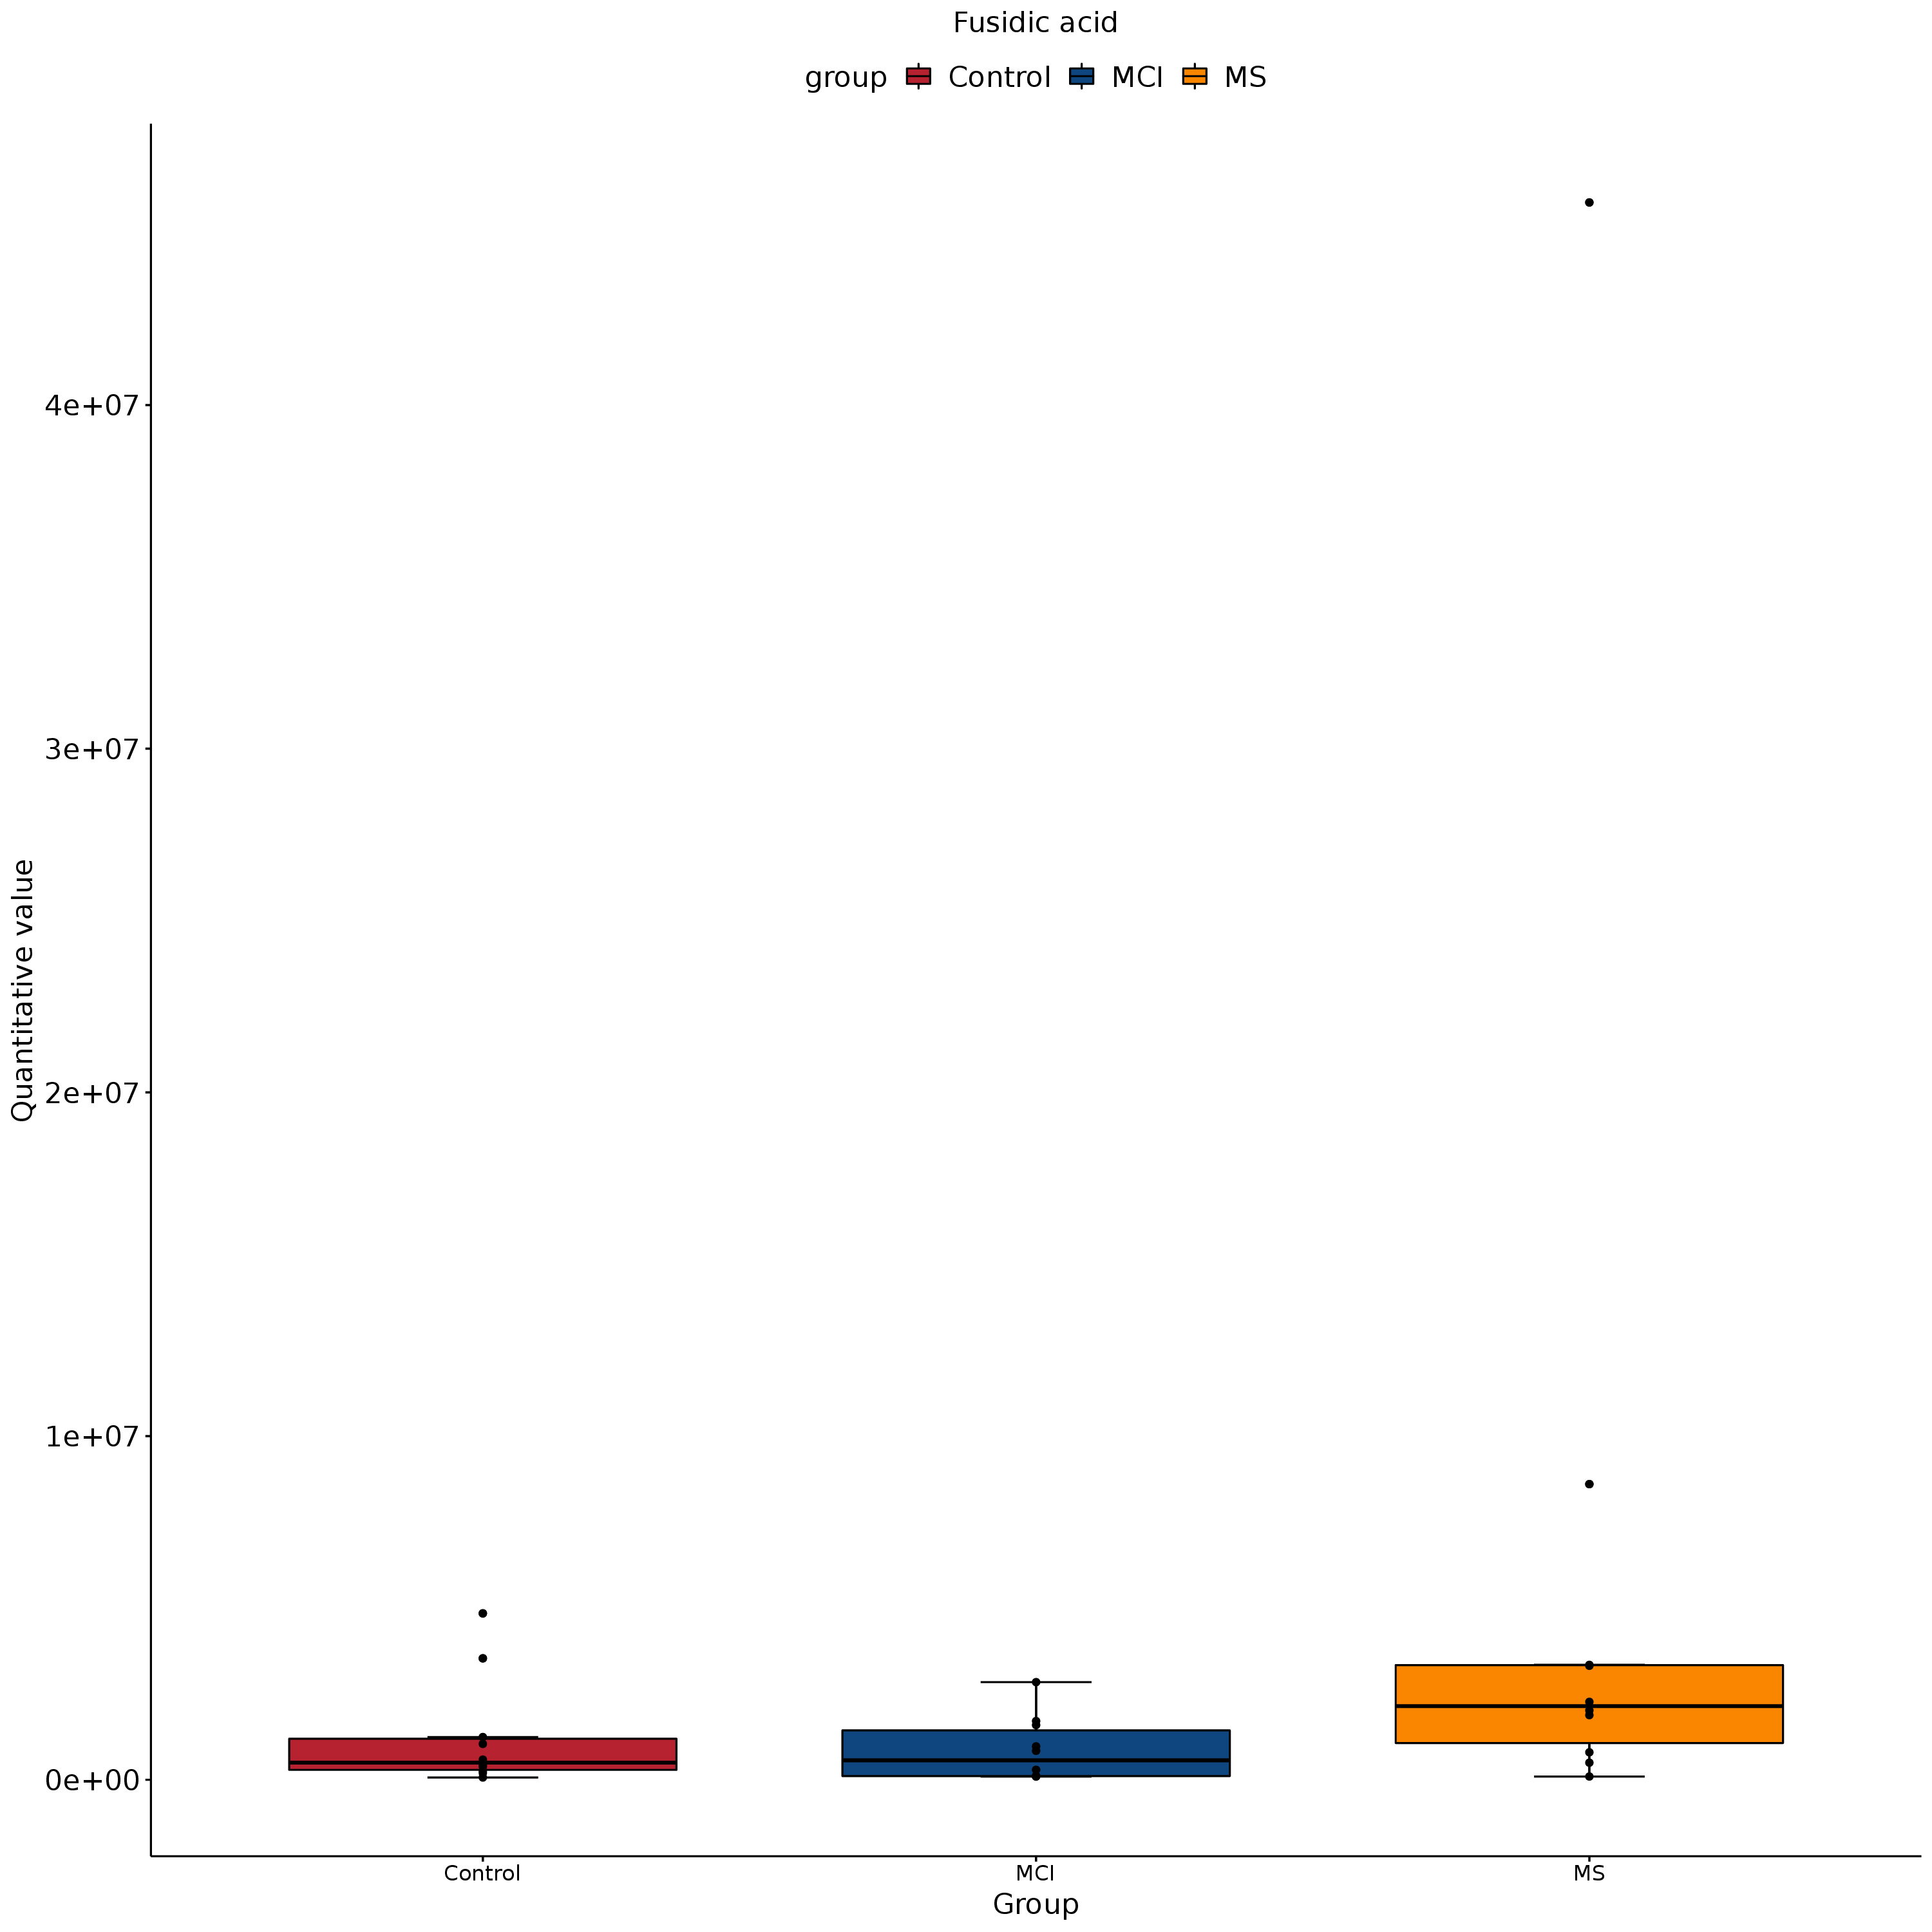 Fusidic acid
group Control MCI MS
Quantitative value
4e+07
3e+07
2e+07
1e+07
0e+00
Control MCI MS
Group